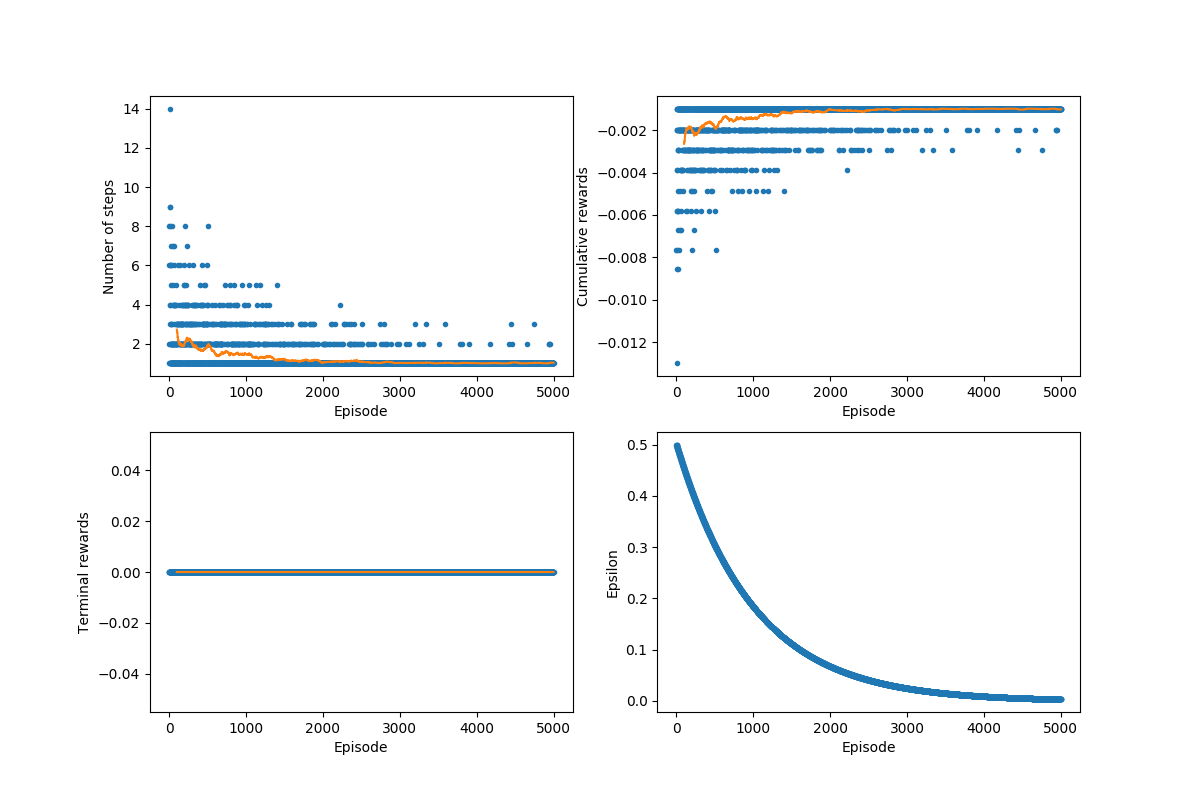 14
12
10
8
6
4
2
Number of steps
0 1000 2000 3000 4000 5000
Episode
−0.002
−0.004
−0.006
−0.008
−0.010
−0.012
Cumulative rewards
0 1000 2000 3000 4000 5000
Episode
0.04
0.02
0.00
−0.02
−0.04
Terminal rewards
0 1000 2000 3000 4000 5000
Episode
0.5
0.4
0.3
0.2
0.1
0.0
Epsilon
0 1000 2000 3000 4000 5000
Episode